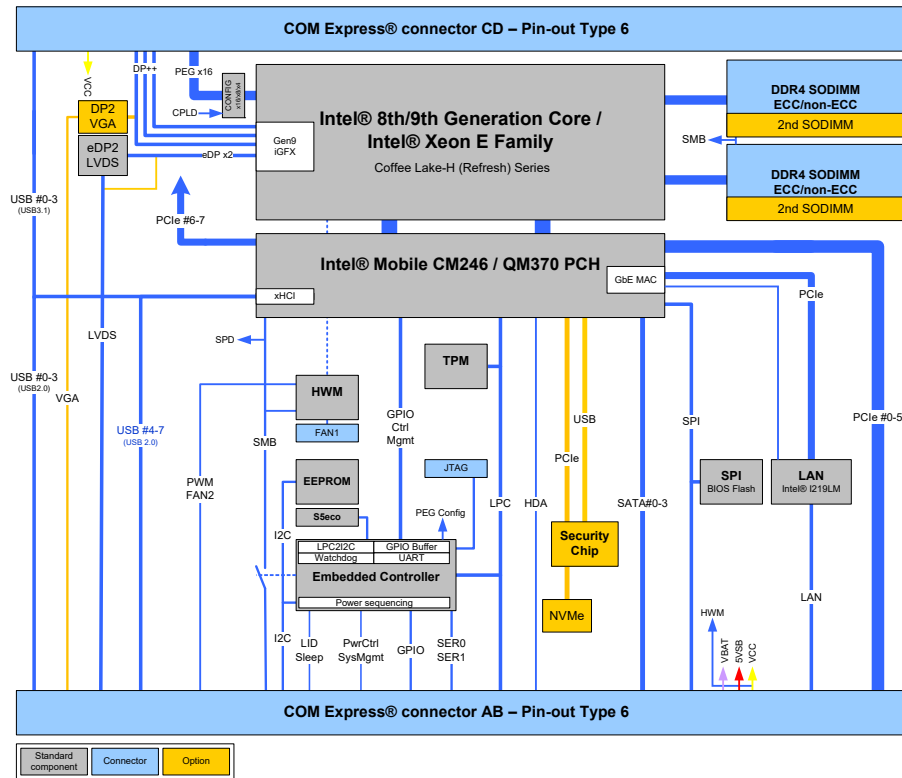 COM Express® connector CD – Pin-out Type 6
VCC
DP++
PEG x16
CONFIG
x16/x8/x4
CPLD
DP2
VGA
eDP2
LVDS
eDP x2
Gen9
iGFX
Intel® 8th/9th Generation Core /
Intel® Xeon E Family
Coffee Lake-H (Refresh) Series
SMB
DDR4 SODIMM
ECC/non-ECC
2nd SODIMM
DDR4 SODIMM
ECC/non-ECC
2nd SODIMM
USB #0-3
(USB3.1)
PCIe #6-7
Intel® Mobile CM246 / QM370 PCH
xHCI
GbE MAC
PCIe
LVDS
SPD
TPM
USB #0-3
(USB2.0)
VGA
USB #4-7
(USB 2.0)
HWM
FAN1
SMB
GPIO
Ctrl
Mgmt
USB
SPI
PCIe #0-5
PCIe
PWM
FAN2
EEPROM
JTAG
SPI
BIOS Flash
LAN
Intel® I219LM
S5eco
PEG Config
LPC
HDA
SATA#0-3
I2C
Security
Chip
LPC2I2C
GPIO Buffer
Watchdog
UART
Embedded Controller
Power sequencing
NVMe
LAN
I2C
LID
Sleep
PwrCtrl
SysMgmt
GPIO
SER0
SER1
HWM
VBAT
5VSB
VCC
COM Express® connector AB – Pin-out Type 6
Standard
component
Connector
Option